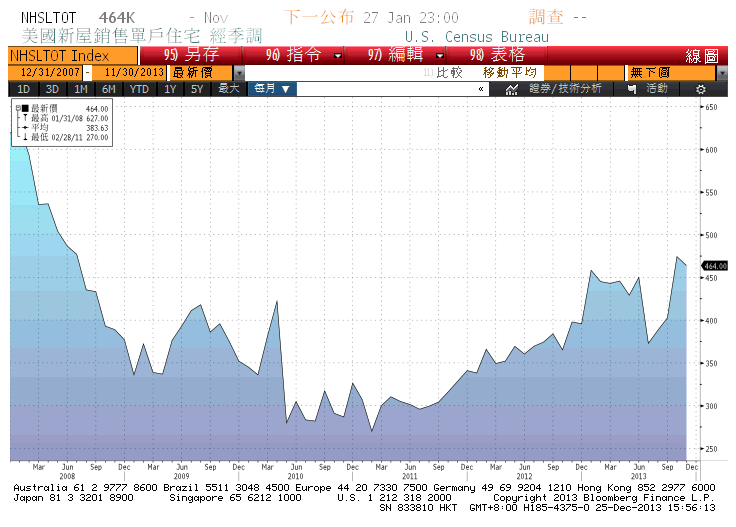 NHSLTOT 464K - Nov 下一公布 27 Jan 23:00 調查 --
美國新屋銷售單戶住宅 經季調 U.S. Census Bureau
NHSLTOT Index 95) 另存 96) 指令 97) 編輯 98) 表格 線圖
12/31/2007 - 11/30/2013 最新價 比較 移動平均 無下價
1D 3D 1M 6M YTD 1Y 5Y 最大 每月 ▼ « 證券/技術分析 活動
最新價 464.00
最高 01/31/08 627.00
平均 383.63
最低 02/28/11 270.00
650
600
550
500
464.00
450
400
350
300
250
Mar Jun Sep Dec Mar Jun Sep Dec Mar Jun Sep Dec Mar Jun Sep Dec Mar Jun Sep Dec Mar Jun Sep Dec
2008 2009 2010 2011 2012 2013
Australia 61 2 9777 8600 Brazil 5511 3048 4500 Europe 44 20 7330 7500 Germany 49 69 9204 1210 Hong Kong 852 2977 6000
Japan 81 3 3201 8900 Singapore 65 6212 1000 U.S. 1 212 318 2000 Copyright 2013 Bloomberg Finance L.P.
SN 833810 HKT GMT+8:00 H185-4375-0 25-Dec-2013 15:56:13